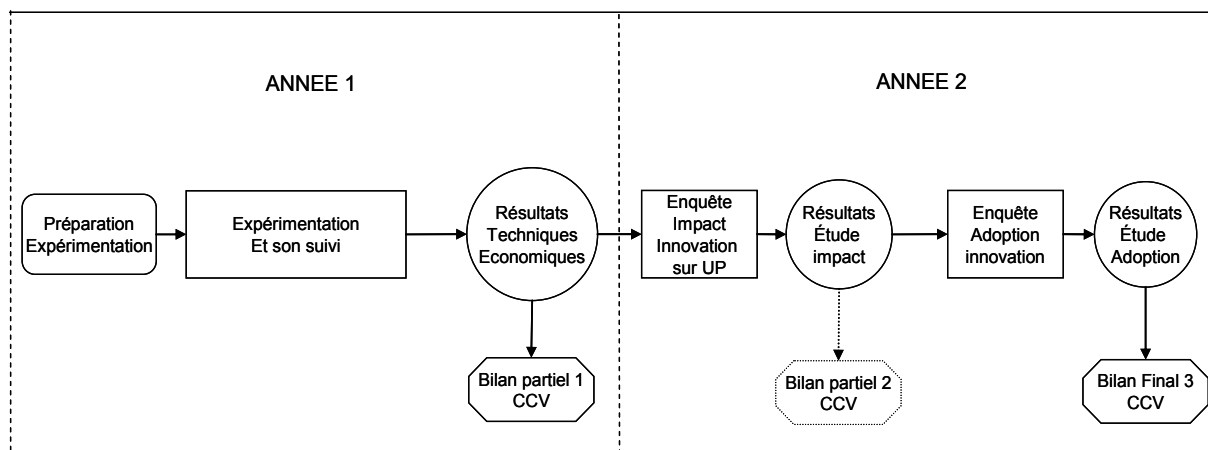 ANNEE 1
ANNEE 2
Préparation
Expérimentation
Expérimentation
Et son suivi
Résultats
Techniques
Economiques
Enquête
Impact
Innovation
sur UP
Résultats
Étude
impact
Enquête
Adoption
innovation
Résultats
Étude
Adoption
Bilan partiel 1
CCV
Bilan partiel 2
CCV
Bilan Final 3
CCV